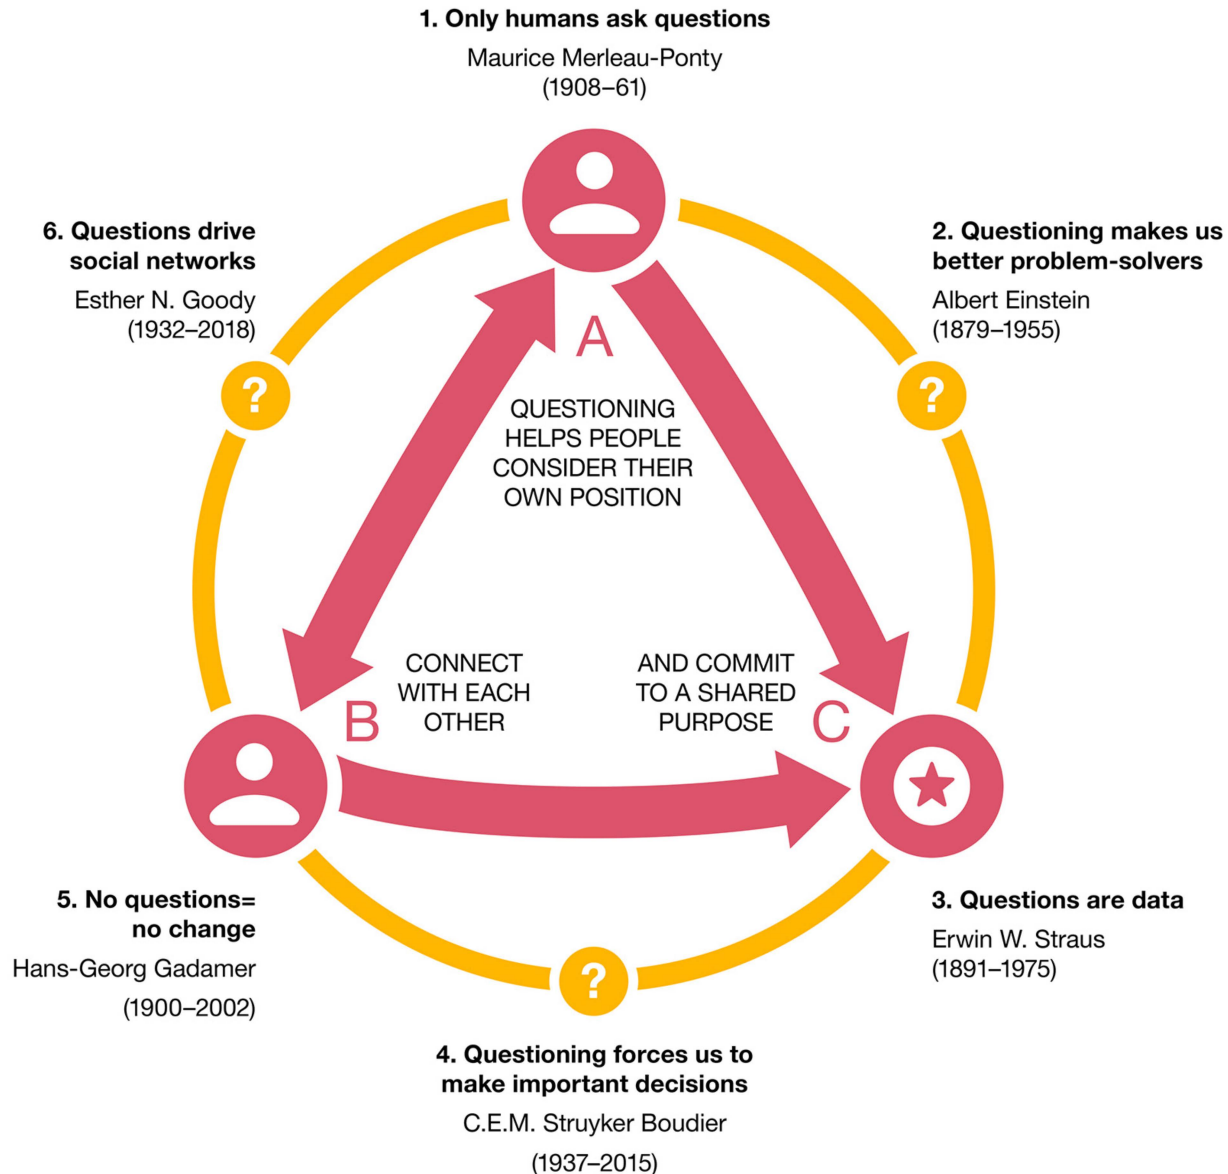 1. Only humans ask questions
Maurice Merleau-Ponty
(1908–61)
2. Questioning makes us
better problem-solvers
Albert Einstein
(1879–1955)
3. Questions are data
Erwin W. Straus
(1891–1975)
4. Questioning forces us to
make important decisions
C.E.M. Struyker Boudier
(1937–2015)
5. No questions=
no change
Hans-Georg Gadamer
(1900–2002)
6. Questions drive
social networks
Esther N. Goody
(1932–2018)
?
?
?
A
QUESTIONING
HELPS PEOPLE
CONSIDER THEIR
OWN POSITION
B
CONNECT
WITH EACH
OTHER
AND COMMIT
TO A SHARED
PURPOSE
C